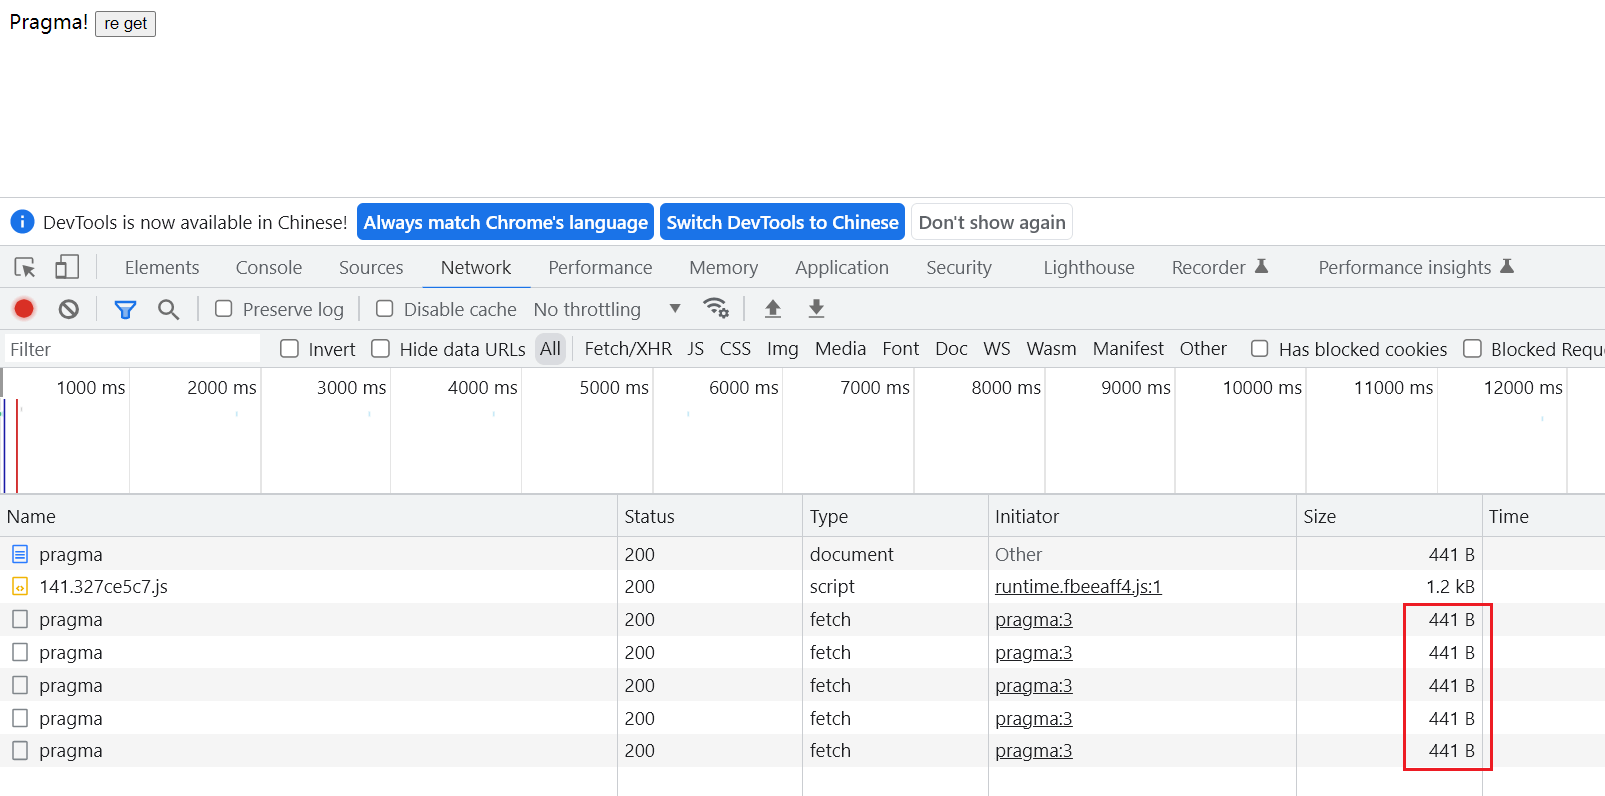 Pragma! re get
DevTools is now available in Chinese! Always match Chrome's language Switch DevTools to Chinese Don't show again
Elements Console Sources Network Performance Memory Application Security Lighthouse Recorder Performance insights
Preserve log Disable cache No throttling
Filter Invert Hide data URLs All Fetch/XHR JS CSS Img Media Font Doc WS Wasm Manifest Other Has blocked cookies Blocked Requ
1000 ms 2000 ms 3000 ms 4000 ms 5000 ms 6000 ms 7000 ms 8000 ms 9000 ms 10000 ms 11000 ms 12000 ms
Name Status Type Initiator Size Time
pragma 200 document Other 441 B
141.327ce5c7.js 200 script runtime.fbeeaff4.js:1 1.2 kB
pragma 200 fetch pragma:3 441 B
pragma 200 fetch pragma:3 441 B
pragma 200 fetch pragma:3 441 B
pragma 200 fetch pragma:3 441 B
pragma 200 fetch pragma:3 441 B